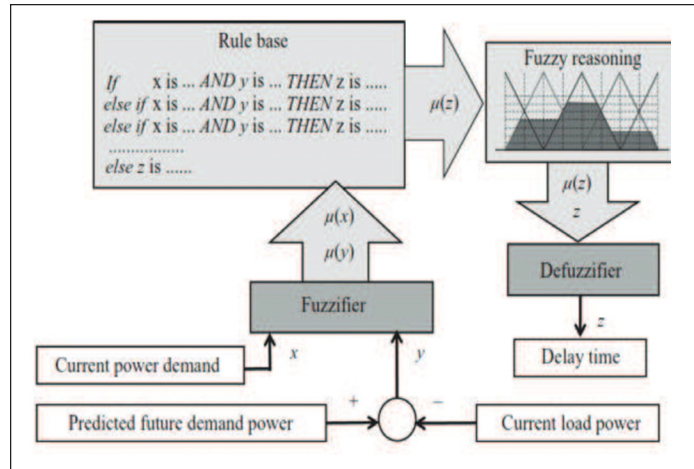 Rule base
If x is ... AND y is ... THEN z is .....
else if x is ... AND y is ... THEN z is .....
else if x is ... AND y is ... THEN z is .....
.................
else z is ......
μ(z)
Fuzzy reasoning
μ(z)
z
μ(x)
μ(y)
Fuzzifier
Defuzzifier
x
y
z
Current power demand
Delay time
Predicted future demand power
+
−
Current load power